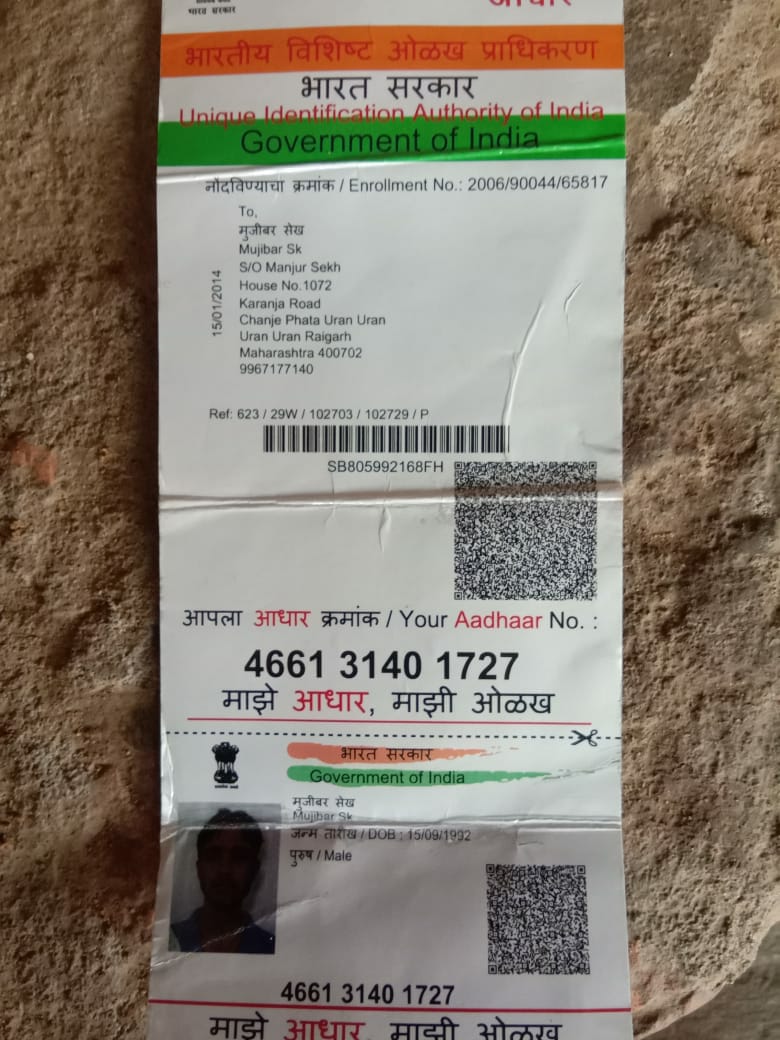 भारत सरकार
आधार
भारतीय विशिष्ट ओळख प्राधिकरण
भारत सरकार
Unique Identification Authority of India
Government of India
नोंदविण्याचा क्रमांक / Enrollment No.: 2006/90044/65817
To,
मुजीबर सेख
Mujibar Sk
S/O Manjur Sekh
House No.1072
Karanja Road
Chanje Phata Uran Uran
Uran Uran Raigarh
Maharashtra 400702
9967177140
15/01/2014
Ref: 623 / 29W / 102703 / 102729 / P
SB805992168FH
आपला आधार क्रमांक / Your Aadhaar No. :
4661 3140 1727
माझे आधार, माझी ओळख
भारत सरकार
Government of India
मुजीबर सेख
Mujibar Sk
जन्म तारीख / DOB : 15/09/1992
पुरुष / Male
4661 3140 1727
माझे आधार, माझी ओळख